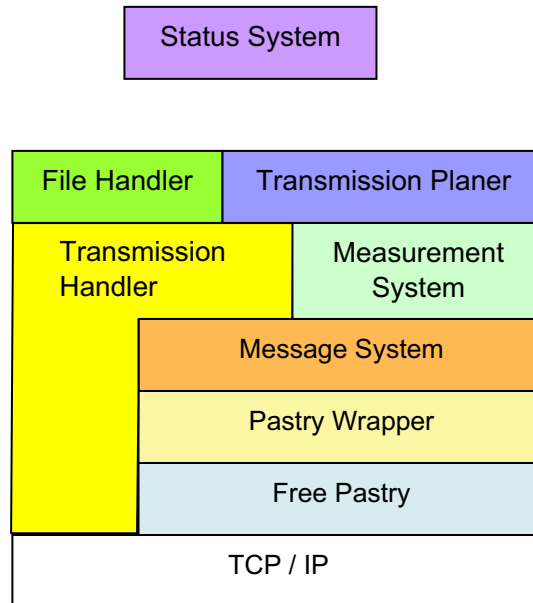 Status System
File Handler
Transmission Planer
Transmission
Handler
Measurement
System
Message System
Pastry Wrapper
Free Pastry
TCP / IP